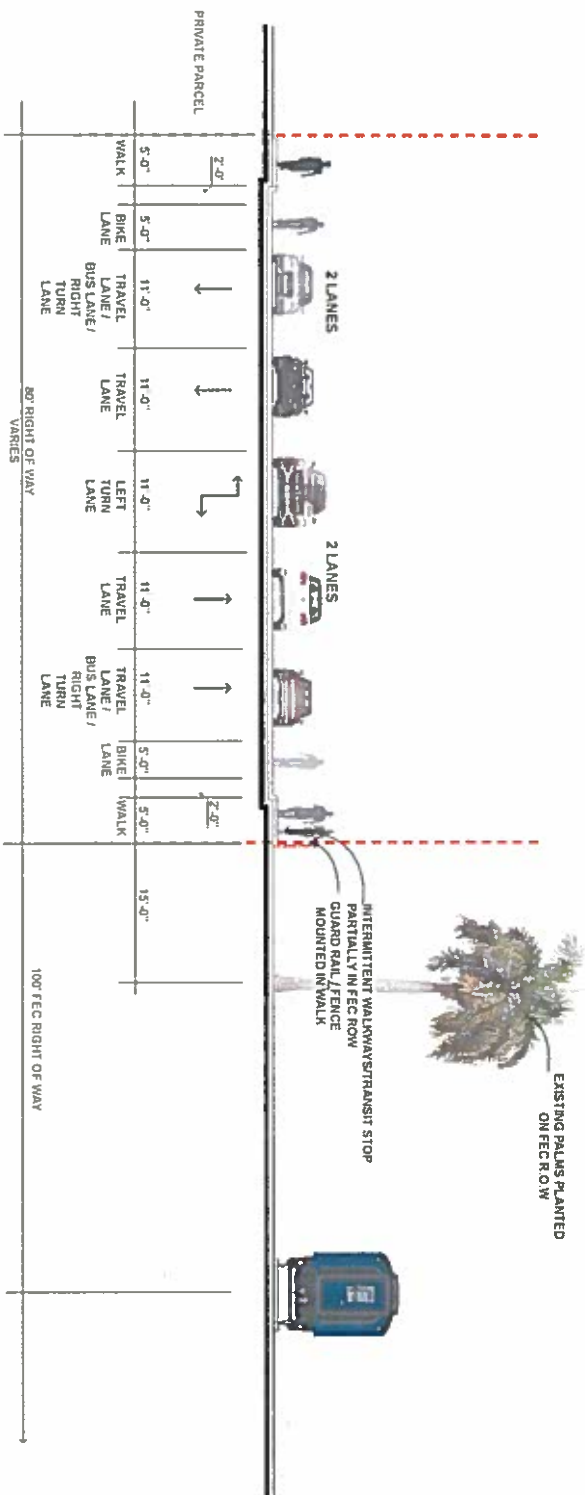 EXISTING PALMS PLANTED
ON FEC R.O.W
INTERMITTENT WALKWAYS/TRANSIT STOP
PARTIALLY IN FEC ROW
GUARD RAIL / FENCE
MOUNTED IN WALK
2 LANES
2 LANES
PRIVATE PARCEL
2'-0"
2'-0"
5'-0"
5'-0"
11'-0"
11'-0"
11'-0"
11'-0"
11'-0"
5'-0"
5'-0"
15'-0"
WALK
BIKE
LANE
TRAVEL
LANE /
BUS LANE /
RIGHT
TURN
LANE
TRAVEL
LANE
LEFT
TURN
LANE
TRAVEL
LANE
TRAVEL
LANE /
BUS LANE /
RIGHT
TURN
LANE
BIKE
LANE
WALK
80' RIGHT OF WAY
VARIES
100' FEC RIGHT OF WAY